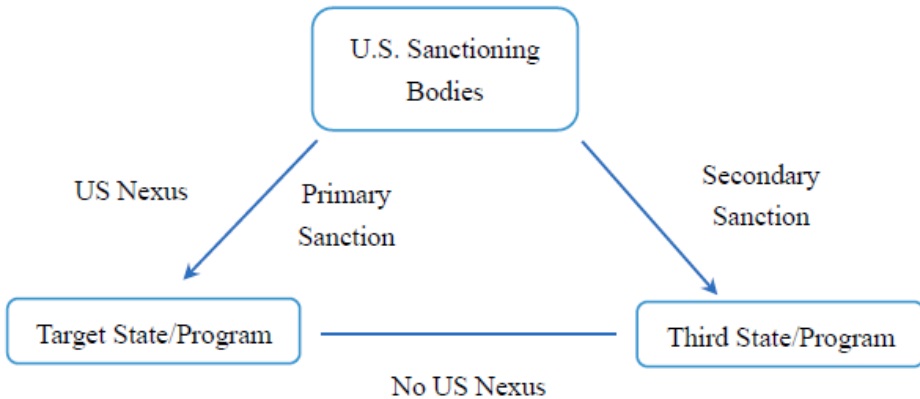 U.S. Sanctioning
Bodies
US Nexus
Primary
Sanction
Secondary
Sanction
Target State/Program
Third State/Program
No US Nexus